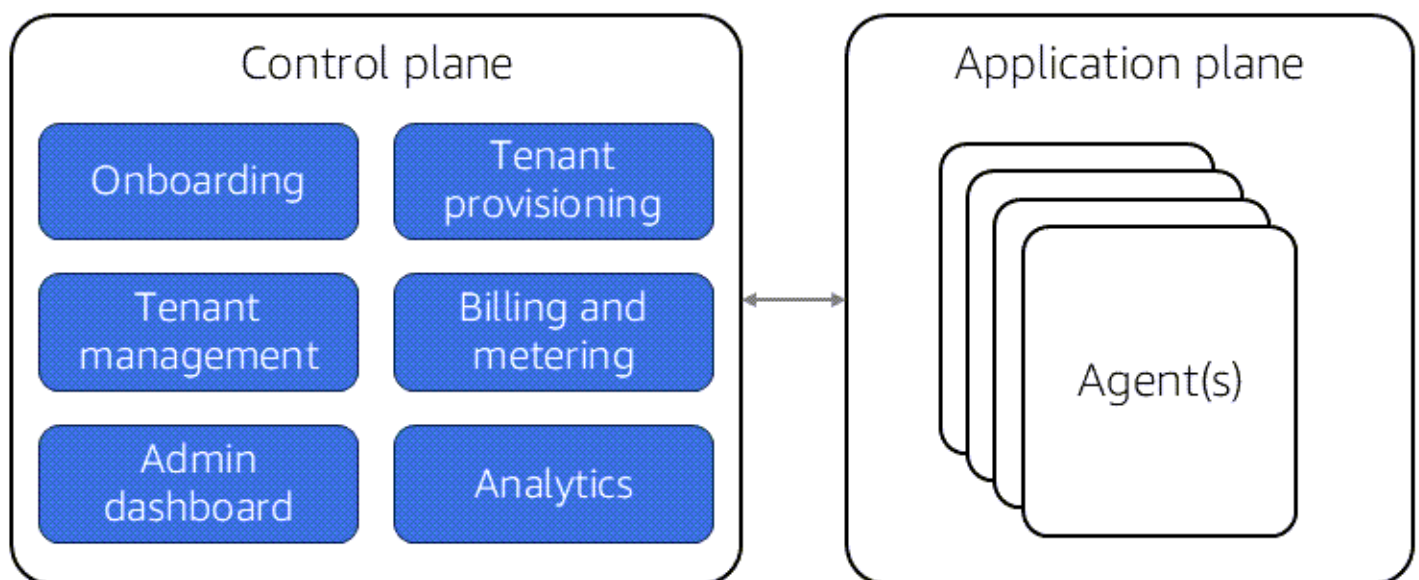 Control plane
Onboarding
Tenant
provisioning
Tenant
management
Billing and
metering
Admin
dashboard
Analytics
Application plane
Agent(s)